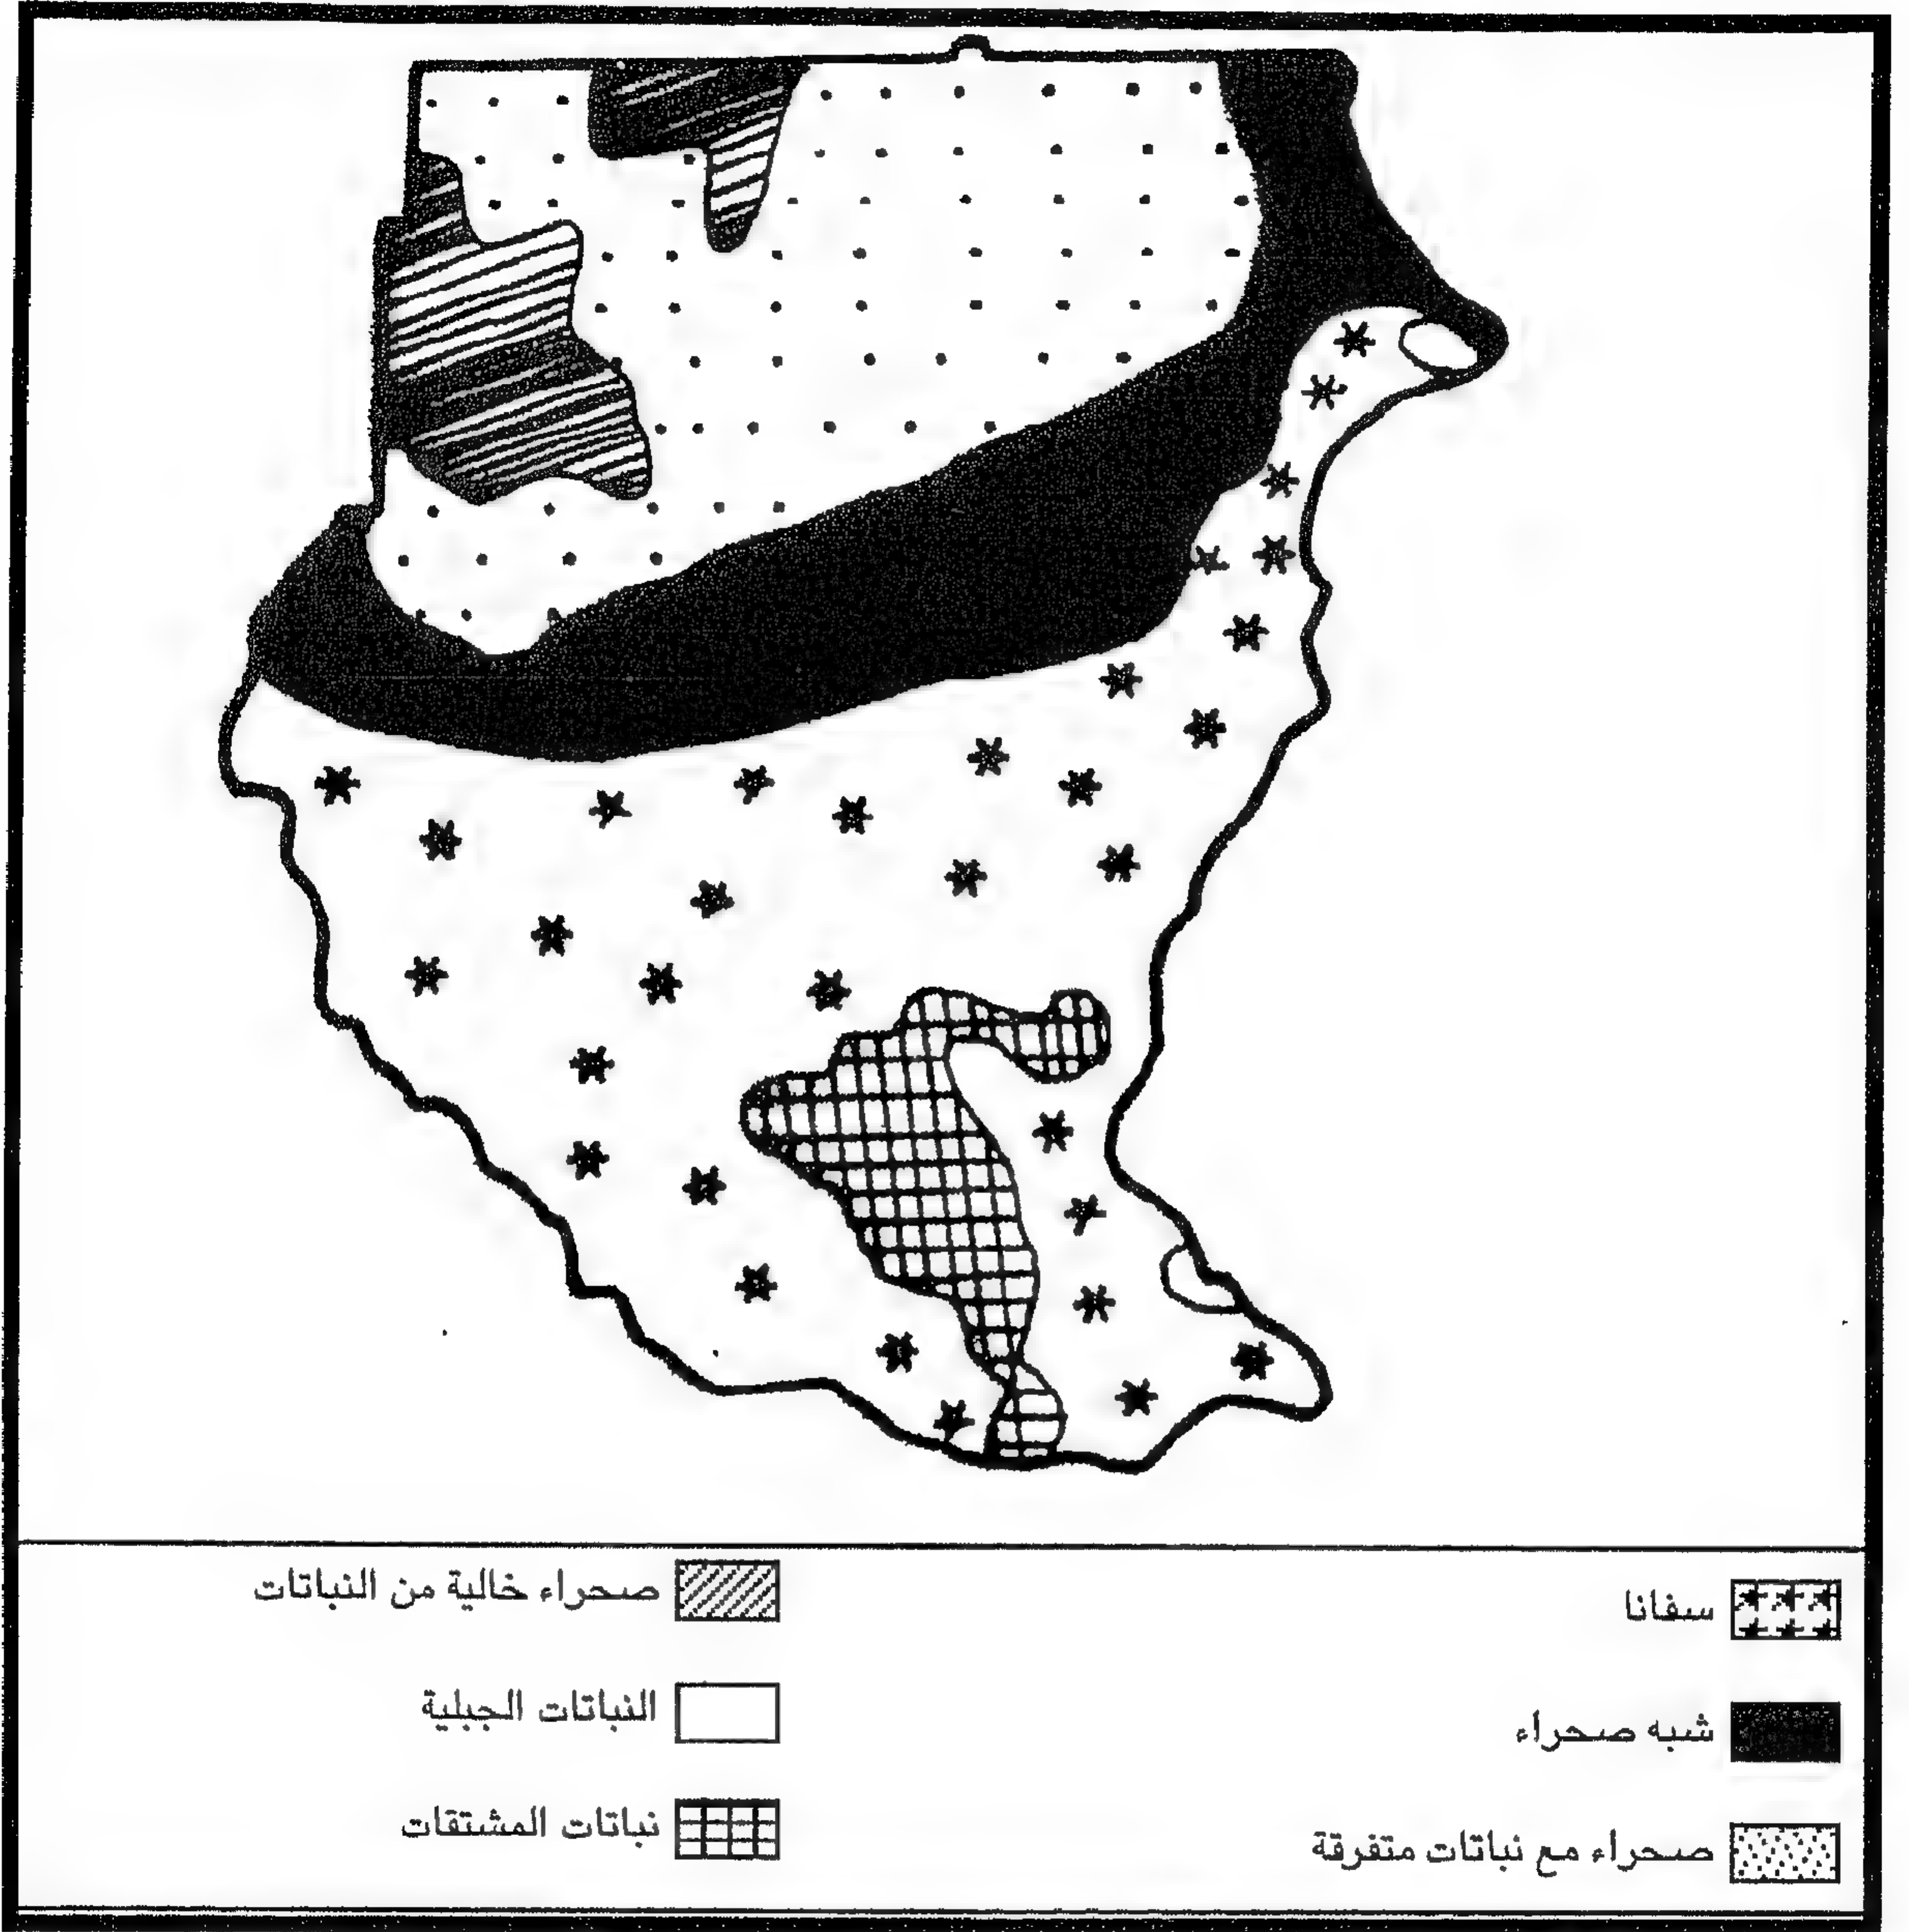 سفانا
شبه صحراء
صحراء مع نباتات متفرقة
صحراء خالية من النباتات
النباتات الجبلية
نباتات المشتقات